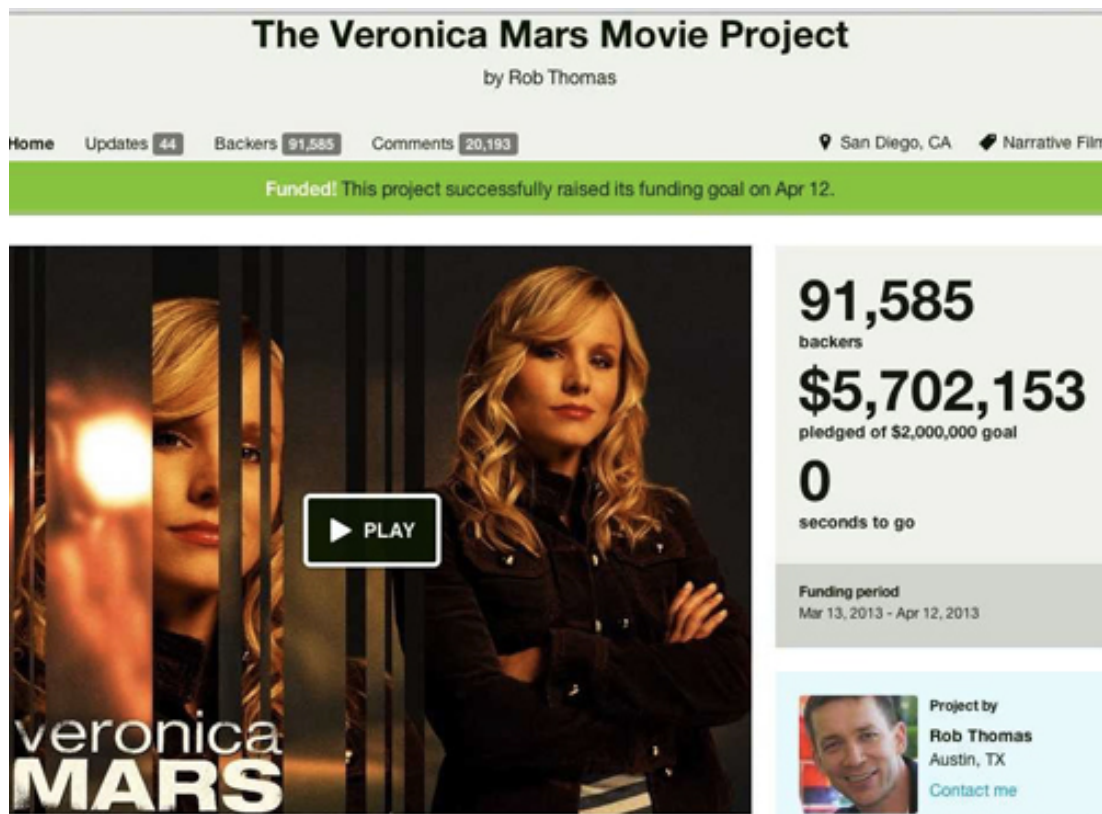 The Veronica Mars Movie Project
by Rob Thomas
Home Updates 44 Backers 91,585 Comments 20,193 San Diego, CA Narrative Film
Funded! This project successfully raised its funding goal on Apr 12.
91,585
backers
$5,702,153
pledged of $2,000,000 goal
0
seconds to go
PLAY
Funding period
Mar 13, 2013 - Apr 12, 2013
veronica
MARS
Project by
Rob Thomas
Austin, TX
Contact me